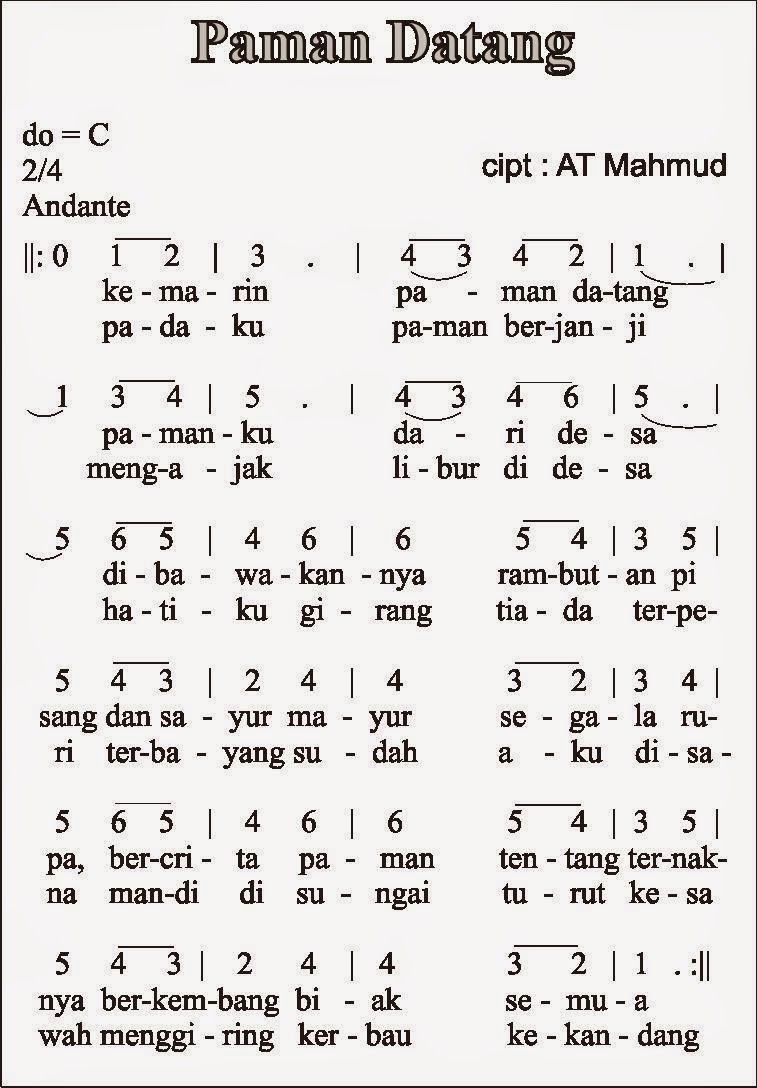 Paman Datang
do = C
2/4
cipt : AT Mahmud
Andante
||: 0 1 2 | 3 . | 4 3 4 2 | 1 . |
ke - ma - rin pa - man da-tang
pa - da - ku pa-man ber-jan - ji
1 3 4 | 5 . | 4 3 4 6 | 5 . |
pa - man - ku da - ri de - sa
meng-a - jak li - bur di de - sa
5 6 5 | 4 6 | 6 5 4 | 3 5 |
di - ba - wa - kan - nya ram-but - an pi
ha - ti - ku gi - rang tia - da ter-pe-
5 4 3 | 2 4 | 4 3 2 | 3 4 |
sang dan sa - yur ma - yur se - ga - la ru-
ri ter-ba - yang su - dah a - ku di - sa -
5 6 5 | 4 6 | 6 5 4 | 3 5 |
pa, ber-cri - ta pa - man ten - tang ter-nak-
na man-di di su - ngai tu - rut ke - sa
5 4 3 | 2 4 | 4 3 2 | 1 . :||
nya ber-kem-bang bi - ak se - mu - a
wah menggi - ring ker - bau ke - kan - dang